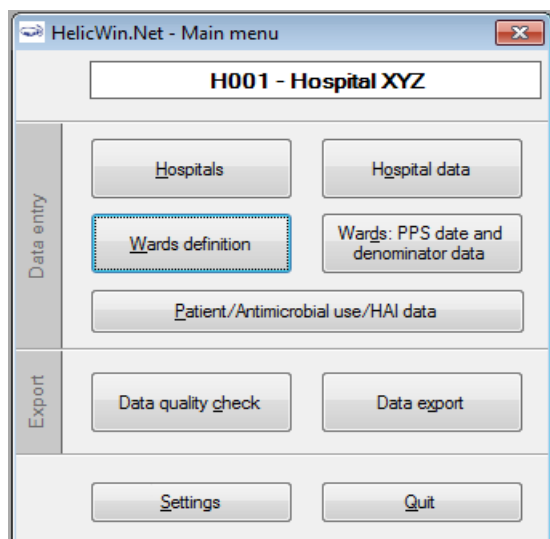 HelicWin.Net - Main menu
H001 - Hospital XYZ
Data entry
Hospitals
Hospital data
Wards definition
Wards: PPS date and
denominator data
Patient/Antimicrobial use/HAI data
Export
Data quality check
Data export
Settings
Quit